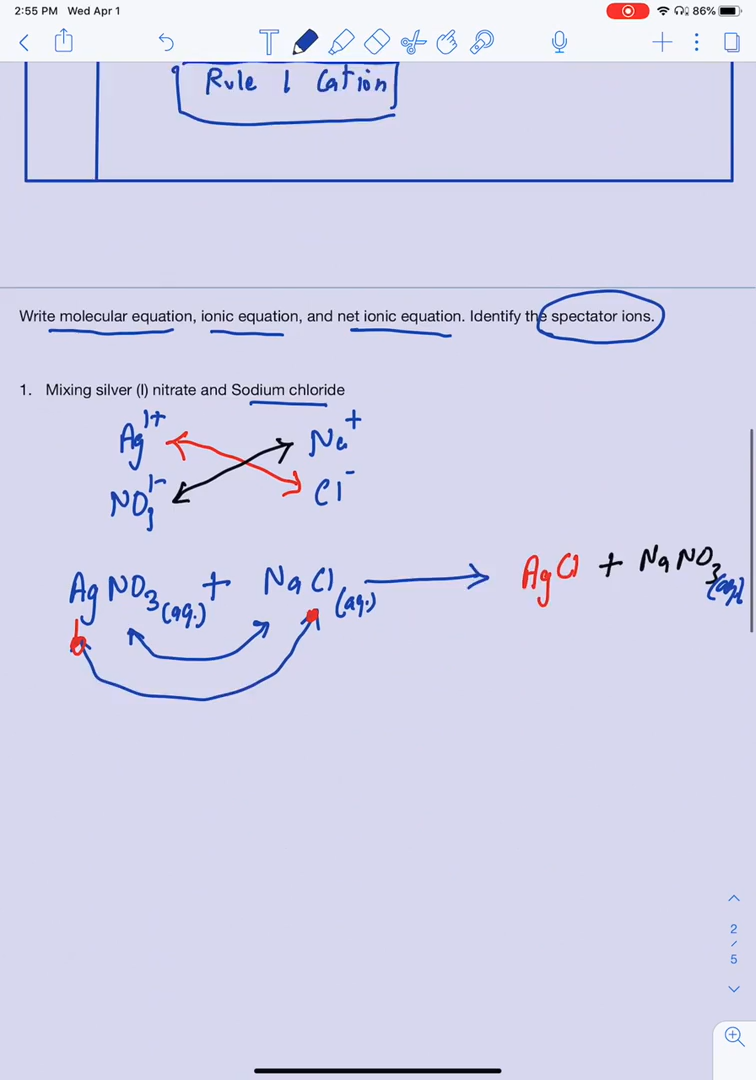 2:55 PM Wed Apr 1 86%
T
Rule 1 Cation
Write molecular equation, ionic equation, and net ionic equation. Identify the spectator ions.
1. Mixing silver (I) nitrate and Sodium chloride
Ag¹⁺ Na⁺
NO₃¹⁻ Cl⁻
AgNO₃(aq.) + NaCl(aq.) → AgCl + NaNO₃(aq.)
2
/
5